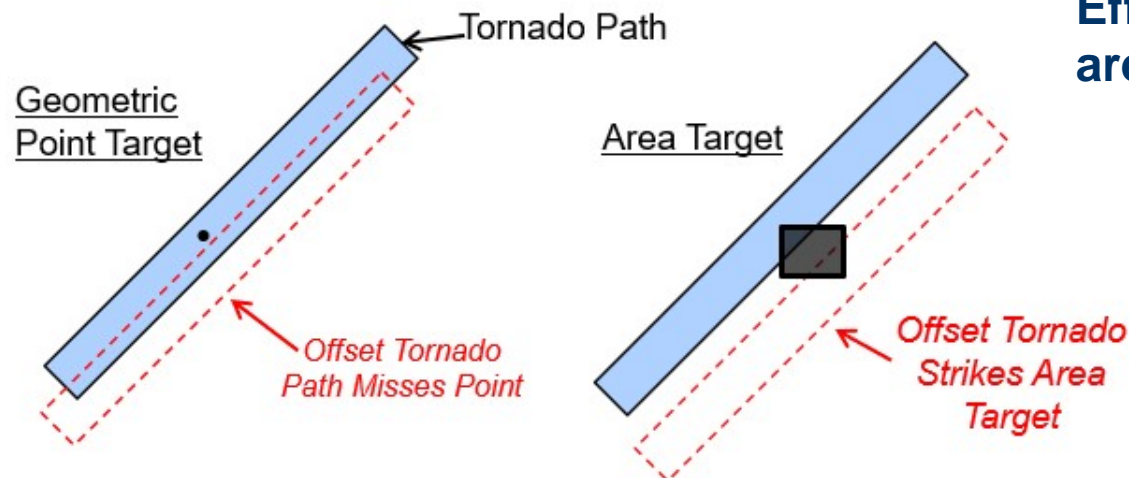 Tornado Path
Geometric
Point Target
Offset Tornado
Path Misses Point
Area Target
Offset Tornado
Strikes Area
Target